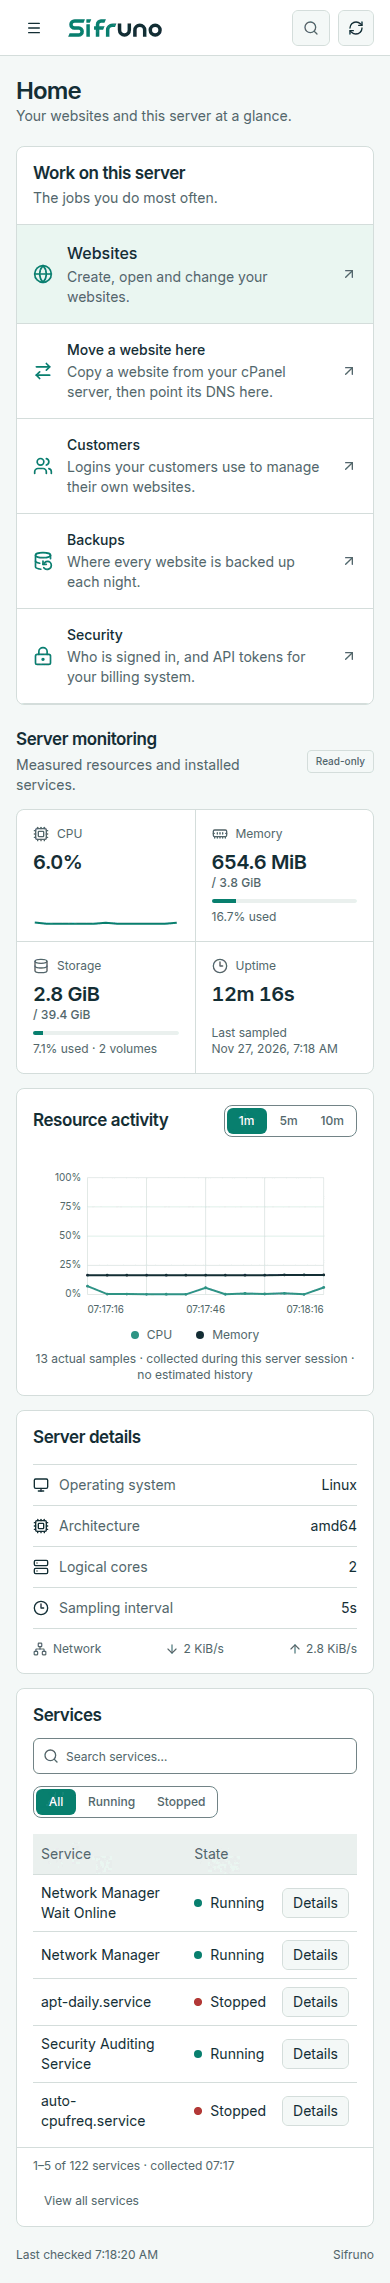 Sifruno
Home
Your websites and this server at a glance.
Work on this server
The jobs you do most often.
Websites
Create, open and change your
websites.
Move a website here
Copy a website from your cPanel
server, then point its DNS here.
Customers
Logins your customers use to manage
their own websites.
Backups
Where every website is backed up
each night.
Security
Who is signed in, and API tokens for
your billing system.
Server monitoring
Measured resources and installed
services.
Read-only
CPU
6.0%
Memory
654.6 MiB
/ 3.8 GiB
16.7% used
Storage
2.8 GiB
/ 39.4 GiB
7.1% used · 2 volumes
Uptime
12m 16s
Last sampled
Nov 27, 2026, 7:18 AM
Resource activity
1m 5m 10m
100%
75%
50%
25%
0%
07:17:16 07:17:46 07:18:16
CPU Memory
13 actual samples · collected during this server session ·
no estimated history
Server details
Operating system Linux
Architecture amd64
Logical cores 2
Sampling interval 5s
Network 2 KiB/s 2.8 KiB/s
Services
Search services...
All Running Stopped
Service State
Network Manager
Wait Online
Running Details
Network Manager Running Details
apt-daily.service Stopped Details
Security Auditing
Service
Running Details
auto-
cpufreq.service
Stopped Details
1–5 of 122 services · collected 07:17
View all services
Last checked 7:18:20 AM Sifruno